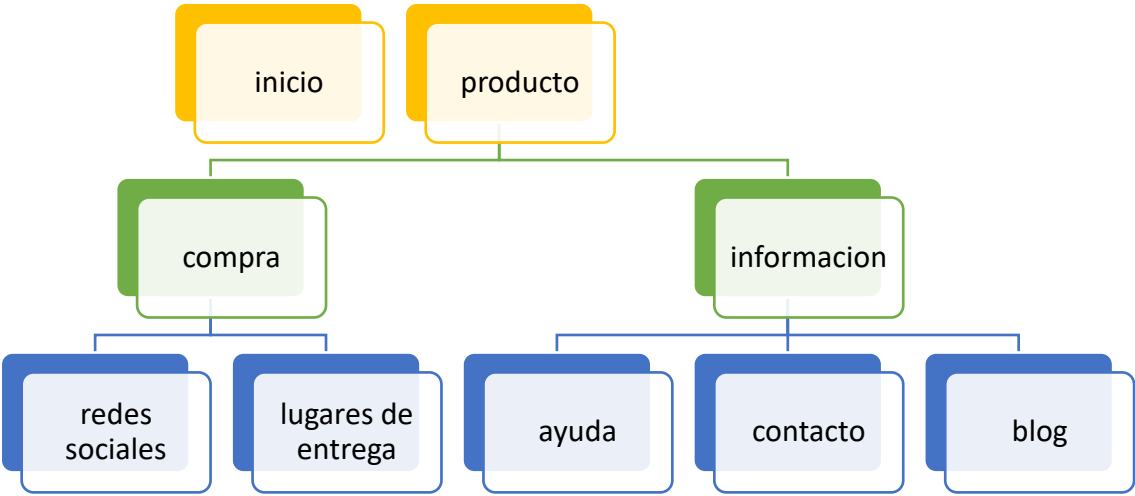 inicio
producto
compra
informacion
redes
sociales
lugares de
entrega
ayuda
contacto
blog